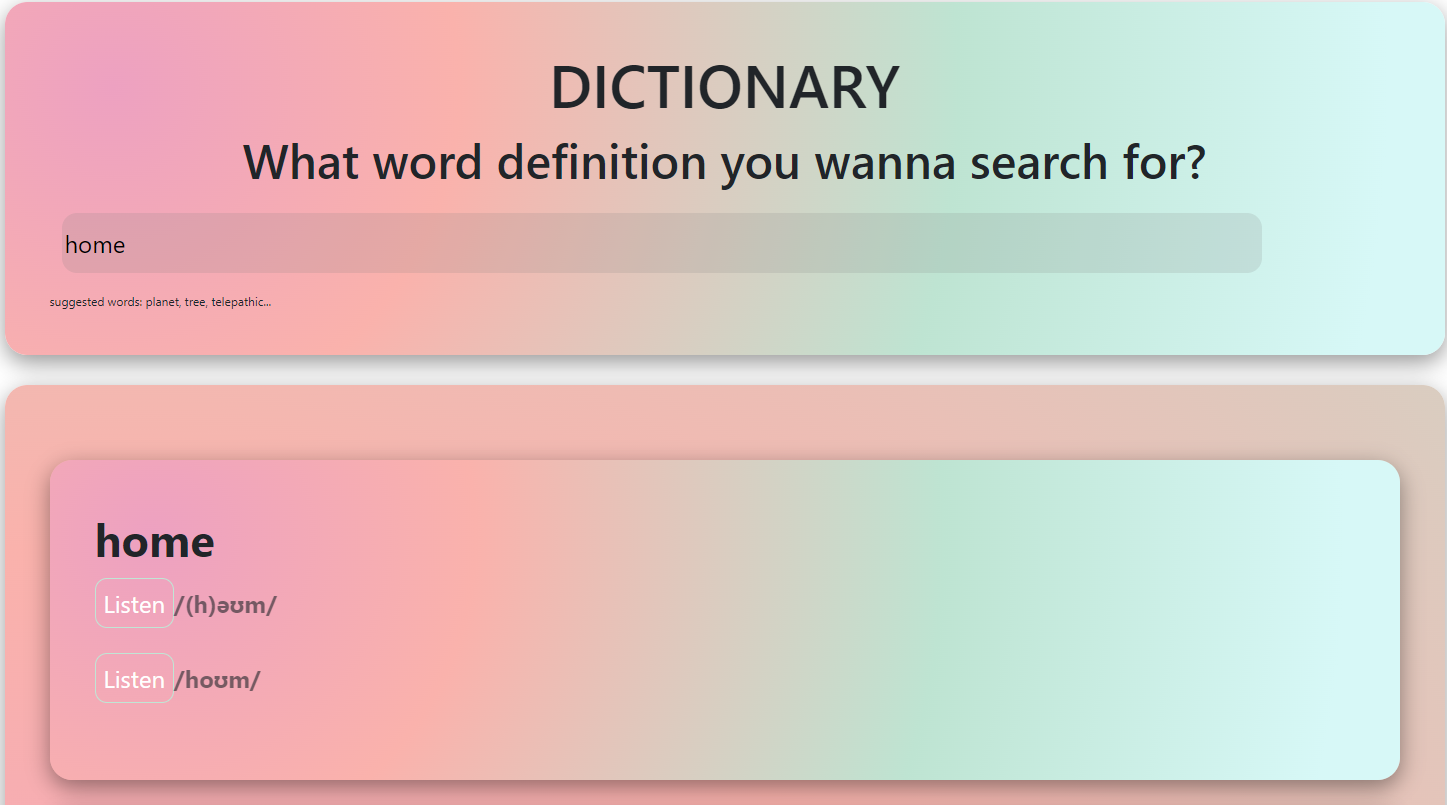 DICTIONARY
What word definition you wanna search for?
home
suggested words: planet, tree, telepathic...
home
Listen /(h)əʊm/
Listen /hoʊm/